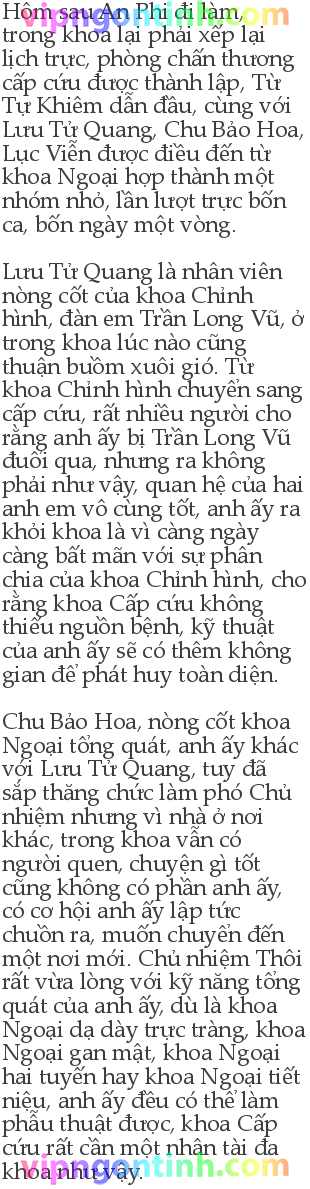 vipngontinh.com
Hôm sau An Phi đi làm,
trong khoa lại phải xếp lại
lịch trực, phòng chấn thương
cấp cứu được thành lập, Từ
Tự Khiêm dẫn đầu, cùng với
Lưu Tử Quang, Chu Bảo Hoa,
Lục Viễn được điều đến từ
khoa Ngoại hợp thành một
nhóm nhỏ, lần lượt trực bốn
ca, bốn ngày một vòng.
Lưu Tử Quang là nhân viên
nòng cốt của khoa Chỉnh
hình, đàn em Trần Long Vũ, ở
trong khoa lúc nào cũng
thuận buồm xuôi gió. Từ
khoa Chỉnh hình chuyển sang
cấp cứu, rất nhiều người cho
rằng anh ấy bị Trần Long Vũ
đuổi qua, nhưng ra không
phải như vậy, quan hệ của hai
anh em vô cùng tốt, anh ấy ra
khỏi khoa là vì càng ngày
càng bất mãn với sự phân
chia của khoa Chỉnh hình, cho
rằng khoa Cấp cứu không
thiếu nguồn bệnh, kỹ thuật
của anh ấy sẽ có thêm không
gian để phát huy toàn diện.
Chu Bảo Hoa, nòng cốt khoa
Ngoại tổng quát, anh ấy khác
với Lưu Tử Quang, tuy đã
sắp thăng chức làm phó Chủ
nhiệm nhưng vì nhà ở nơi
khác, trong khoa vẫn có
người quen, chuyện gì tốt
cũng không có phần anh ấy,
có cơ hội anh ấy lập tức
chuồn ra, muốn chuyển đến
một nơi mới. Chủ nhiệm Thôi
rất vừa lòng với kỹ năng tổng
quát của anh ấy, dù là khoa
Ngoại dạ dày trực tràng, khoa
Ngoại gan mật, khoa Ngoại
hai tuyến hay khoa Ngoại tiết
niệu, anh ấy đều có thể làm
phẫu thuật được, khoa Cấp
cứu rất cần một nhân tài đa
khoa như vậy.
vipngontinh.com